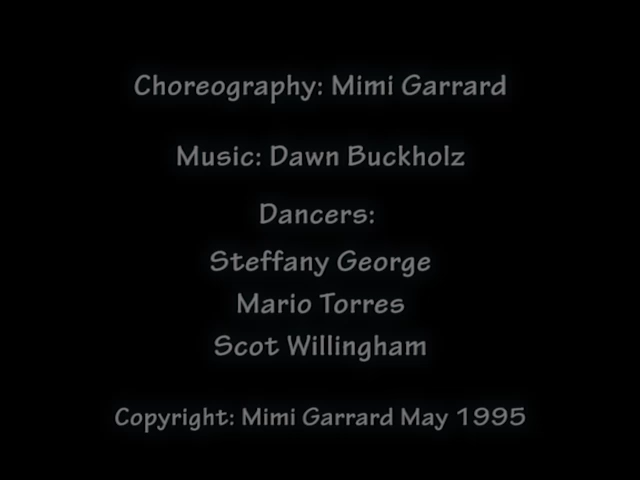 Choreography: Mimi Garrard
Music: Dawn Buckholz
Dancers:
Steffany George
Mario Torres
Scot Willingham
Copyright: Mimi Garrard May 1995